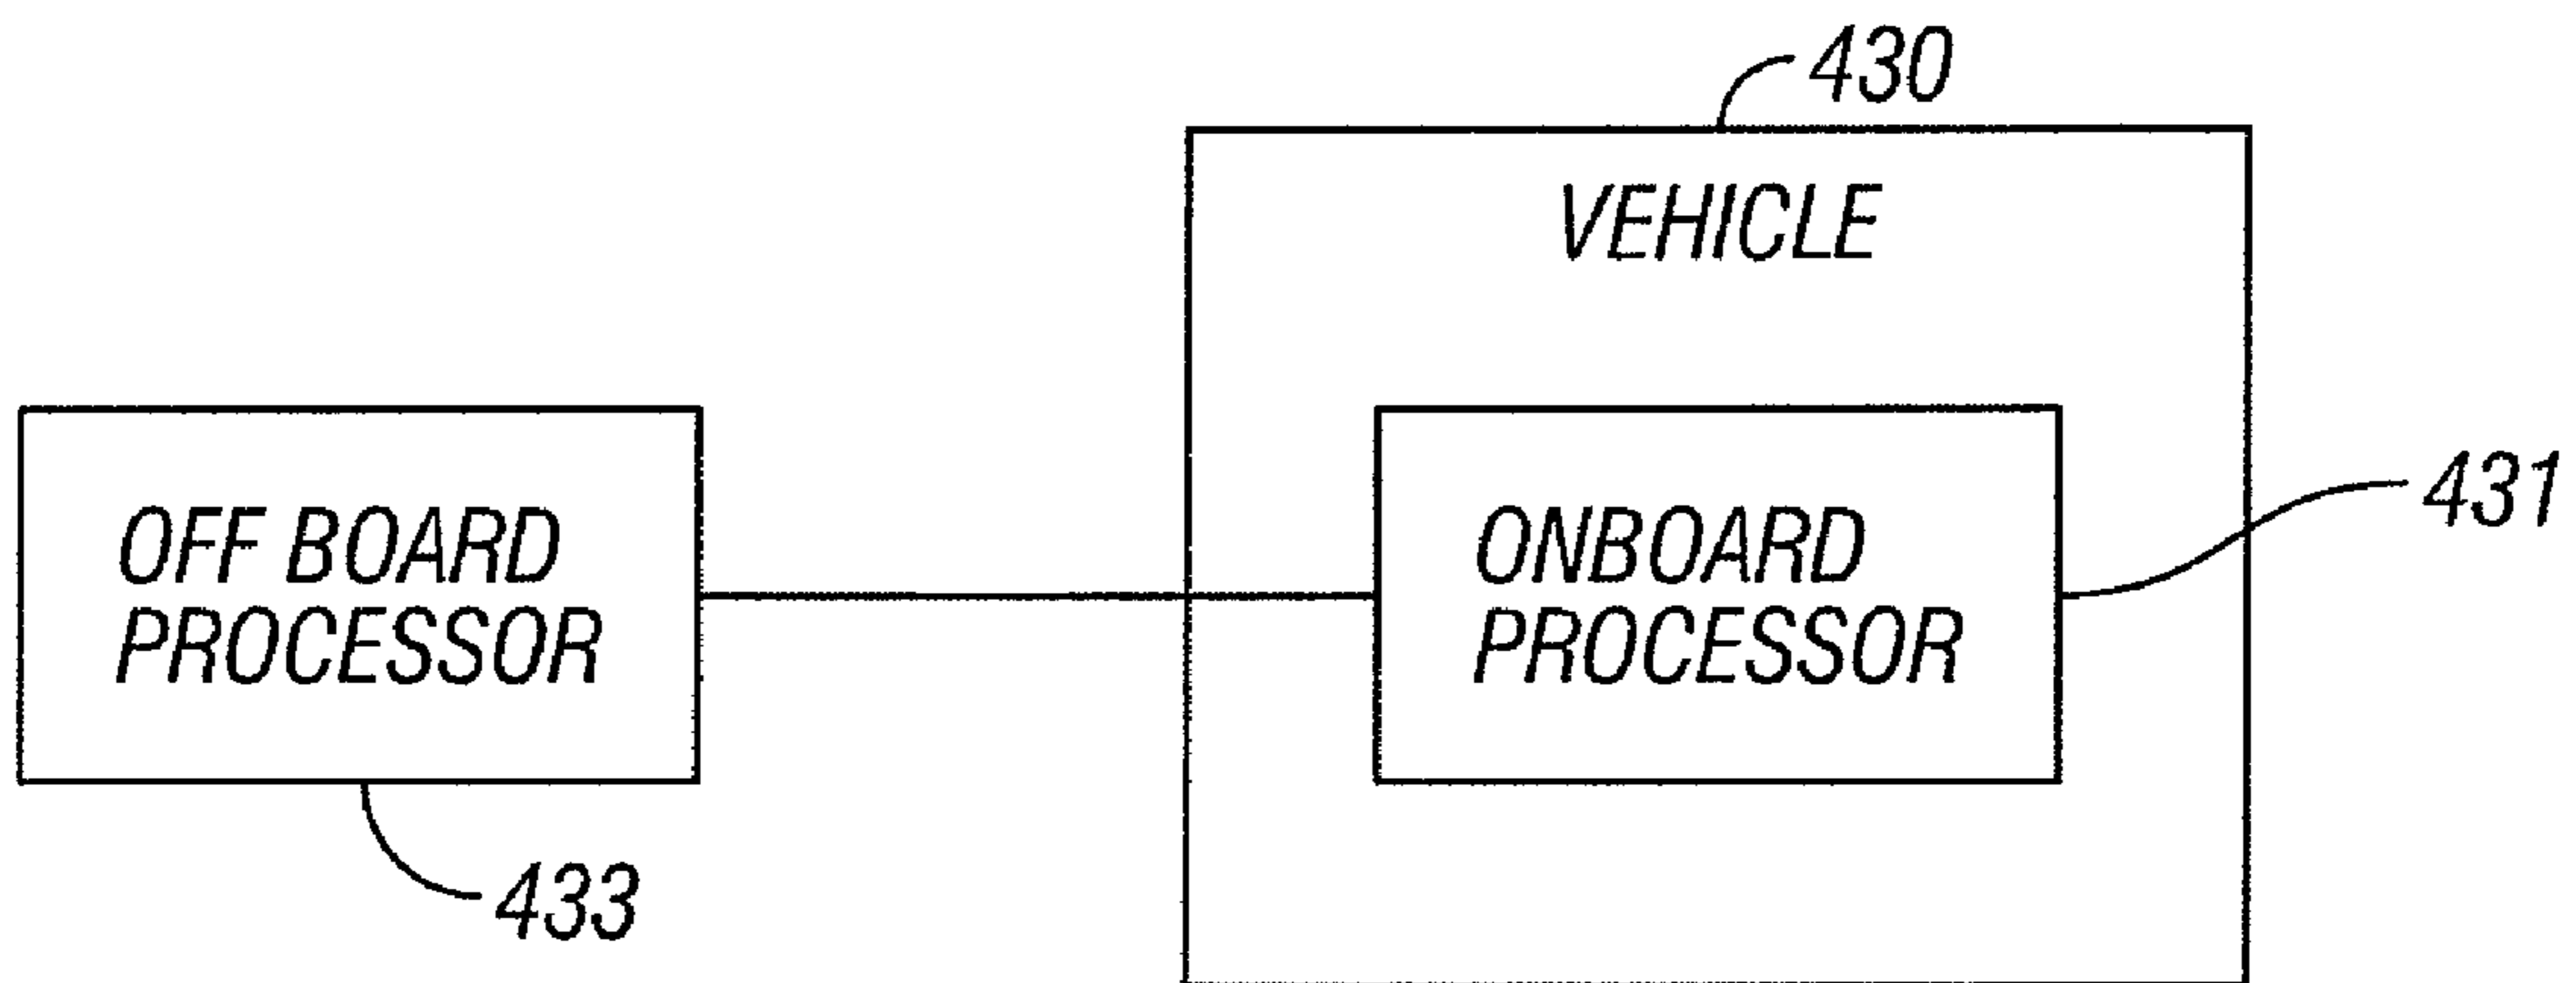 430
VEHICLE
OFF BOARD
PROCESSOR
ONBOARD
PROCESSOR
431
433